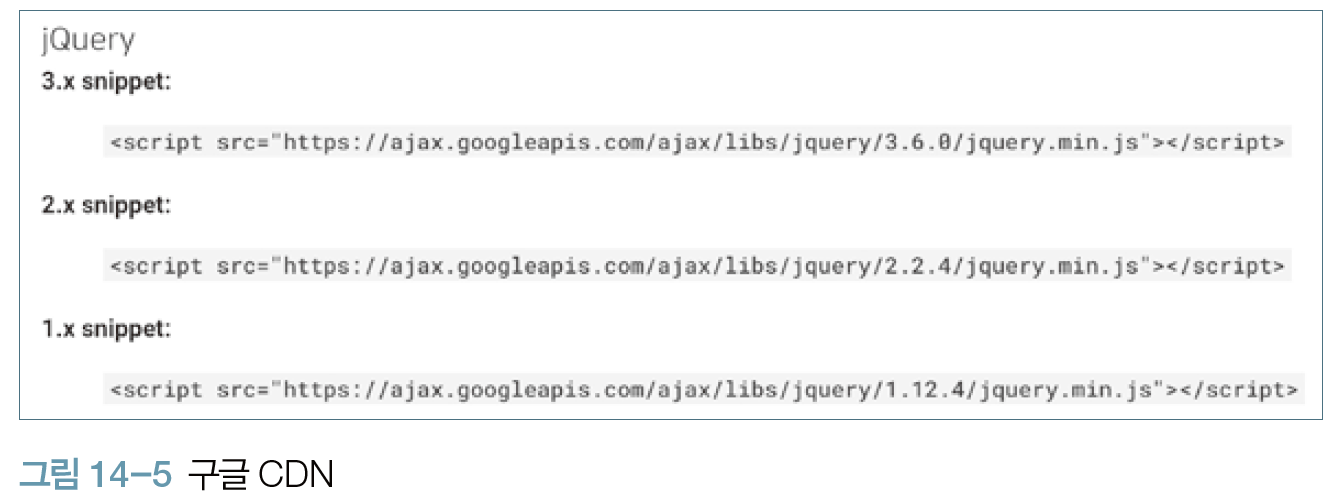 jQuery
3.x snippet:
<script src="https://ajax.googleapis.com/ajax/libs/jquery/3.6.0/jquery.min.js"></script>
2.x snippet:
<script src="https://ajax.googleapis.com/ajax/libs/jquery/2.2.4/jquery.min.js"></script>
1.x snippet:
<script src="https://ajax.googleapis.com/ajax/libs/jquery/1.12.4/jquery.min.js"></script>
그림 14-5 구글 CDN